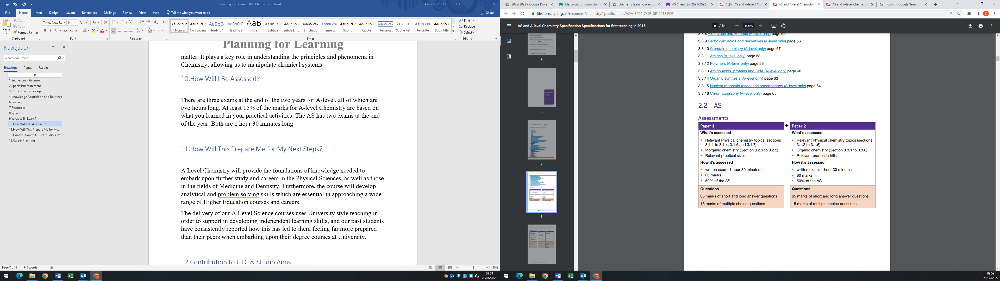 Planning for Learning KS5 Chemistry - Word
Carly Brooke CUC
File Home Insert Design Layout References Mailings Review View Help Tell me what you want to do
Share
Paste
Cut
Copy
Format Painter
Clipboard
Times New Ro 14
Font
Paragraph
AaBbCcDc AaBbCcDc AaBbCc AaBbCcE AaB AaBbCcD AaBbCcDc AaBbCcDc AaBbCcDc AaBbCcDc AaBbCcDc AaBbCcDc AaBbCcDc AaBbCcDc AaBbCcDc
¶ Normal No Spacing Heading 1 Heading 2 Title Subtitle Subtle Em... Emphasis Intense E... Strong Quote Intense Q... Subtle Ref... Intense Re... Book Title
Styles
Find
Replace
Select
Editing
Navigation
Search document
Headings Pages Results
1.Sequencing Statement
2.Specialism Statement
3.Curriculum on a Page
4.Knowledge Acquisition and Routines
6.Literacy
7.Resources
8.Syllabus
9.What Will I Learn?
10.How Will I Be Assessed?
11.How Will This Prepare Me for My...
12.Contribution to UTC & Studio Aims
13.Career Planning
Planning for Learning
matter. It plays a key role in understanding the principles and phenomena in
Chemistry, allowing us to manipulate chemical systems.
10.How Will I Be Assessed?
There are three exams at the end of the two years for A-level, all of which are
two hours long. At least 15% of the marks for A-level Chemistry are based on
what you learned in your practical activities. The AS has two exams at the end
of the year. Both are 1 hour 30 minutes long.
11.How Will This Prepare Me for My Next Steps?
A Level Chemistry will provide the foundations of knowledge needed to
embark upon further study and careers in the Physical Sciences, as well as those
in the fields of Medicine and Dentistry. Furthermore, the course will develop
analytical and problem solving skills which are essential in approaching a wide
range of Higher Education courses and careers.
The delivery of our A Level Science courses uses University style teaching in
order to support in developing independent learning skills, and our past students
have consistently reported how this has led to them feeling far more prepared
than their peers when embarking upon their degree courses at University.
12.Contribution to UTC & Studio Aims
Page 7 of 8 944 words
130%
09:59
29/06/2022
2022-2023 - Google Drive
Classwork for Curriculum
chemistry learning plan.pd
AS Chemistry 2021-2022
AQA | AS and A-level | Che
AS and A-level Chemistry
AS and A-level Chemistry
honing - Google Search
filestore.aqa.org.uk/resources/chemistry/specifications/AQA-7404-7405-SP-2015.PDF
AS and A-level Chemistry Specification Specifications for first teaching in 2015
8 / 84
100%
5
6
7
8
9
3.3.8 Aldehydes and ketones (A-level only) page 55
3.3.9 Carboxylic acids and derivatives (A-level only) page 56
3.3.10 Aromatic chemistry (A-level only) page 57
3.3.11 Amines (A-level only) page 58
3.3.12 Polymers (A-level only) page 59
3.3.13 Amino acids, proteins and DNA (A-level only) page 60
3.3.14 Organic synthesis (A-level only) page 63
3.3.15 Nuclear magnetic resonance spectroscopy (A-level only) page 64
3.3.16 Chromatography (A-level only) page 65
2.2 AS
Assessments
Paper 1
What's assessed
• Relevant Physical chemistry topics (sections
3.1.1 to 3.1.4, 3.1.6 and 3.1.7)
• Inorganic chemistry (Section 3.2.1 to 3.2.3)
• Relevant practical skills
How it's assessed
• written exam: 1 hour 30 minutes
• 80 marks
• 50% of the AS
Questions
65 marks of short and long answer questions
15 marks of multiple choice questions
+
Paper 2
What's assessed
• Relevant Physical chemistry topics (sections
3.1.2 to 3.1.6)
• Organic chemistry (Section 3.3.1 to 3.3.6)
• Relevant practical skills
How it's assessed
• written exam: 1 hour 30 minutes
• 80 marks
• 50% of the AS
Questions
65 marks of short and long answer questions
15 marks of multiple choice questions
09:59
29/06/2022